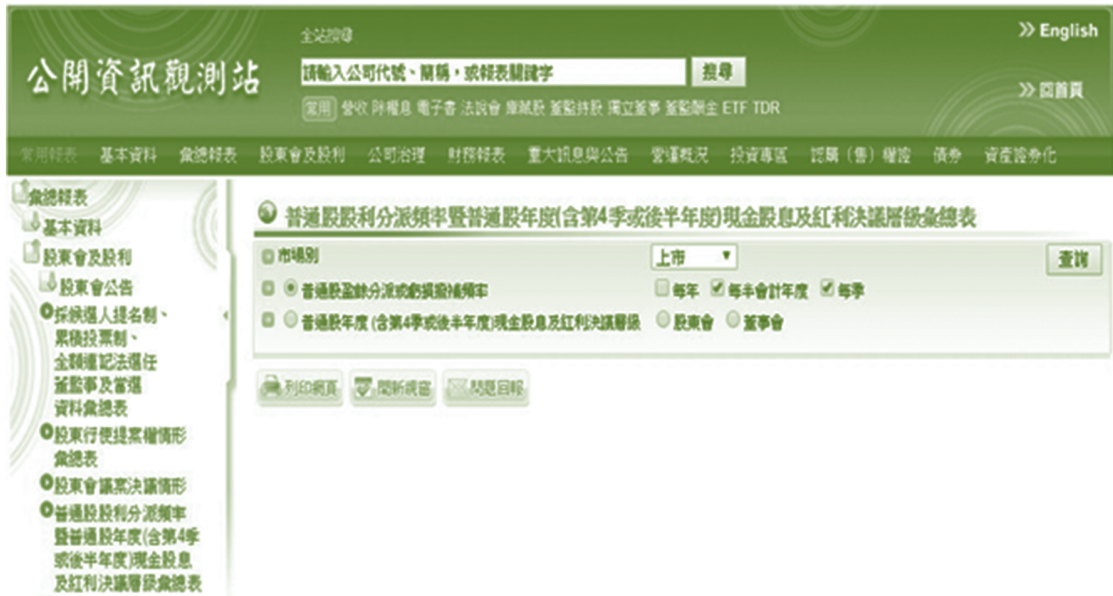 全站搜尋
>> English
公開資訊觀測站
請輸入公司代號、簡稱，或報表關鍵字
搜尋
>> 回首頁
常用 營收 除權息 電子書 法說會 庫藏股 董監持股 獨立董事 董監酬金 ETF TDR
常用報表 基本資料 彙總報表 股東會及股利 公司治理 財務報表 重大訊息與公告 營運概況 投資專區 認購（售）權證 債券 資產證券化
彙總報表
基本資料
股東會及股利
股東會公告
採候選人提名制、
累積投票制、
全額連記法選任
董監事及當選
資料彙總表
股東行使提案權情形
彙總表
股東會議案決議情形
普通股股利分派頻率
暨普通股年度(含第4季
或後半年度)現金股息
及紅利決議層級彙總表
普通股股利分派頻率暨普通股年度(含第4季或後半年度)現金股息及紅利決議層級彙總表
市場別 上市 查詢
普通股盈餘分派或虧損撥補頻率 每年 每半會計年度 每季
普通股年度 (含第4季或後半年度)現金股息及紅利決議層級 股東會 董事會
列印網頁 開新視窗 問題回報